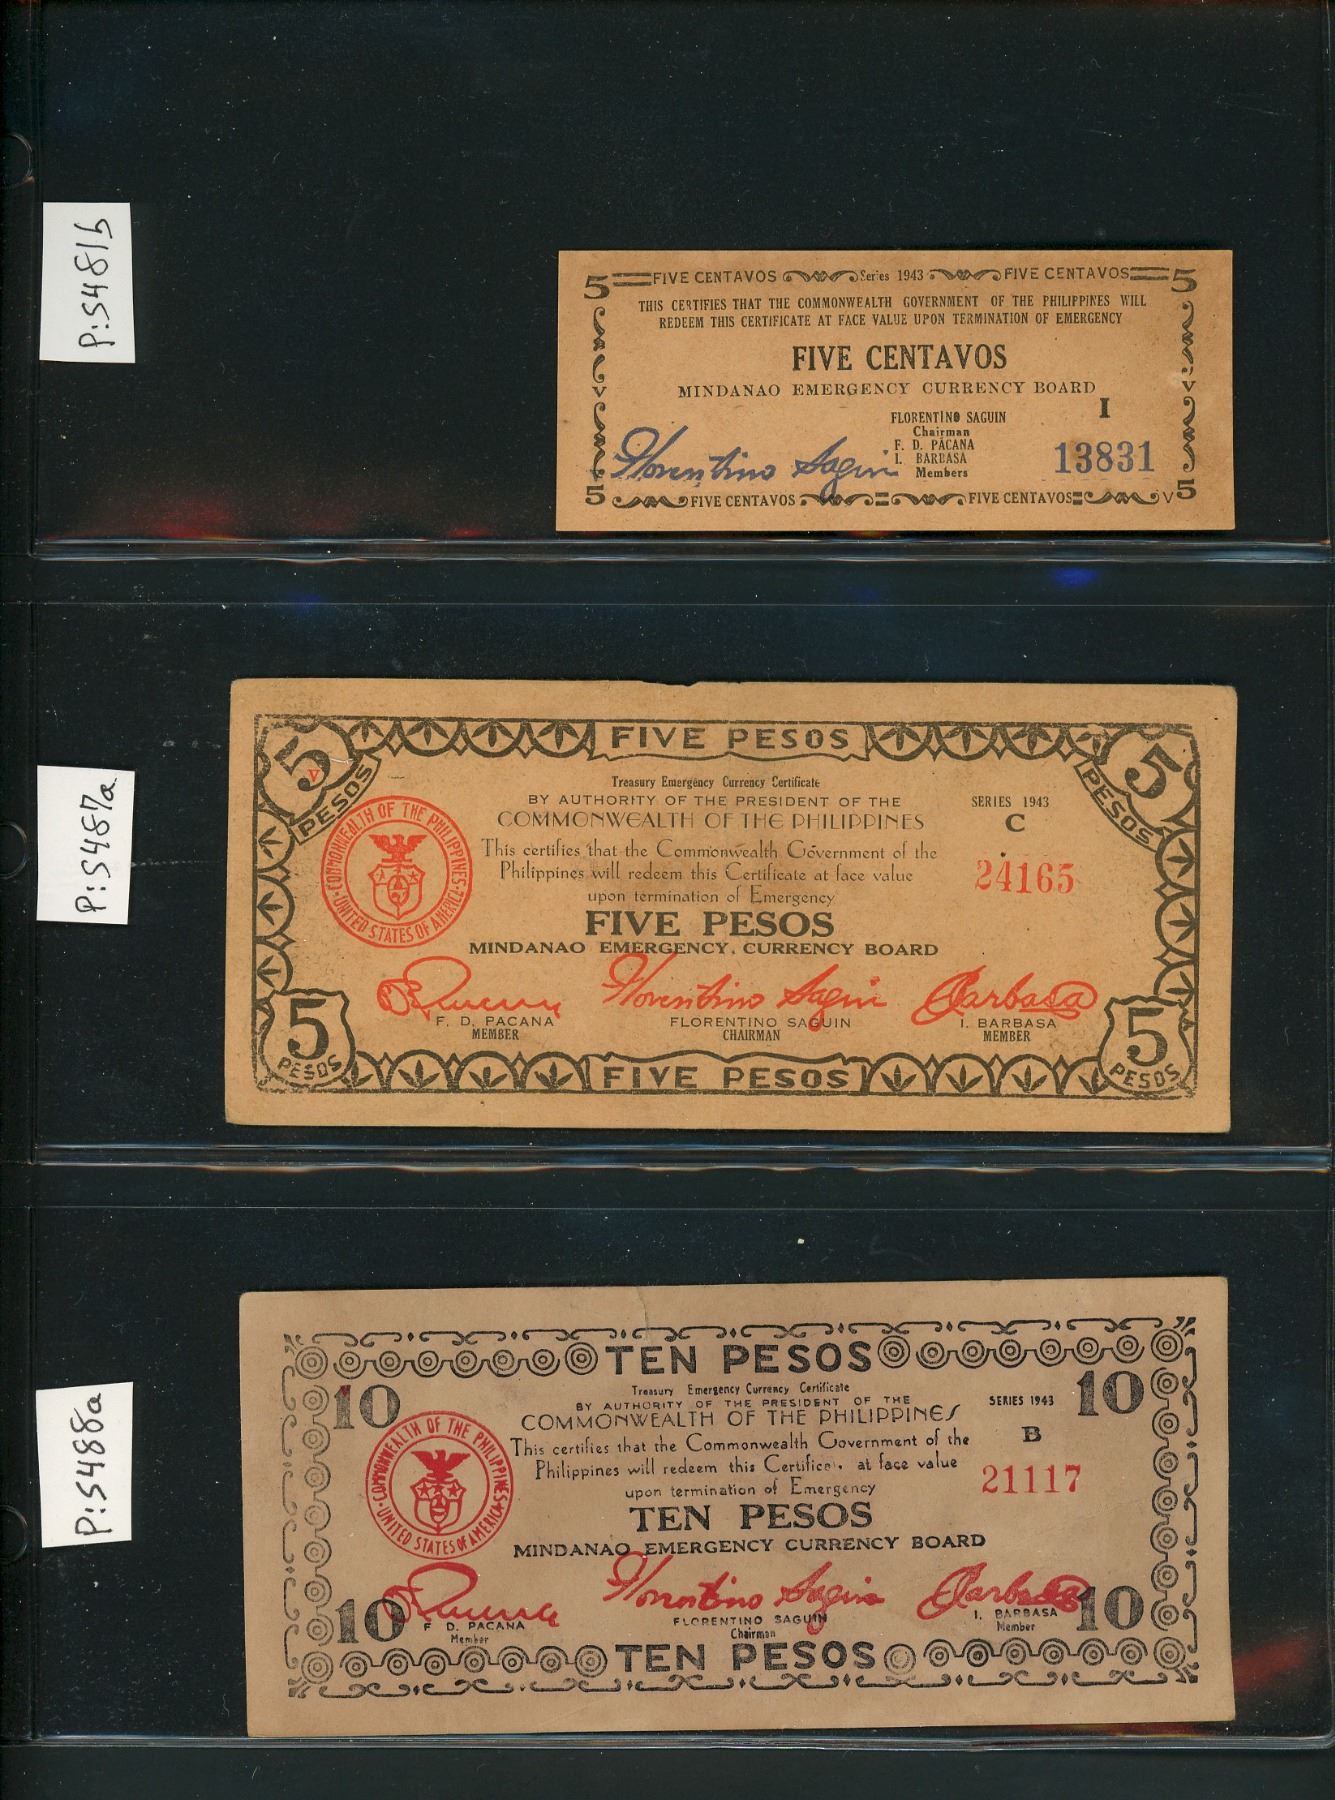 P:S481b
5 FIVE CENTAVOS Series 1943 FIVE CENTAVOS 5
THIS CERTIFIES THAT THE COMMONWEALTH GOVERNMENT OF THE PHILIPPINES WILL
REDEEM THIS CERTIFICATE AT FACE VALUE UPON TERMINATION OF EMERGENCY
FIVE CENTAVOS
MINDANAO EMERGENCY CURRENCY BOARD
I
FLORENTINO SAGUIN
Chairman
F. D. PACANA
I. BARBASA
Members
13831
Florentino Saguin
5 FIVE CENTAVOS FIVE CENTAVOS V 5
P:S487a
5 PESOS FIVE PESOS 5 PESOS
V
Treasury Emergency Currency Certificate
BY AUTHORITY OF THE PRESIDENT OF THE
COMMONWEALTH OF THE PHILIPPINES
SERIES 1943
C
24165
COMMONWEALTH OF THE PHILIPPINES
UNITED STATES OF AMERICA
This certifies that the Commonwealth Government of the
Philippines will redeem this Certificate at face value
upon termination of Emergency
FIVE PESOS
MINDANAO EMERGENCY CURRENCY BOARD
Florentino Saguin
Barbasa
F. D. PACANA
MEMBER
FLORENTINO SAGUIN
CHAIRMAN
I. BARBASA
MEMBER
5 PESOS FIVE PESOS 5 PESOS
P:S488a
TEN PESOS
10 10
Treasury Emergency Currency Certificate
BY AUTHORITY OF THE PRESIDENT OF THE
COMMONWEALTH OF THE PHILIPPINES
SERIES 1943
B
21117
COMMONWEALTH OF THE PHILIPPINES
UNITED STATES OF AMERICA
This certifies that the Commonwealth Government of the
Philippines will redeem this Certific at face value
upon termination of Emergency
TEN PESOS
MINDANAO EMERGENCY CURRENCY BOARD
Florentino Saguin
Barbasa
10 10
F D. PACANA
Member
FLORENTINO SAGUIN
Chairman
I. BARBASA
Member
TEN PESOS